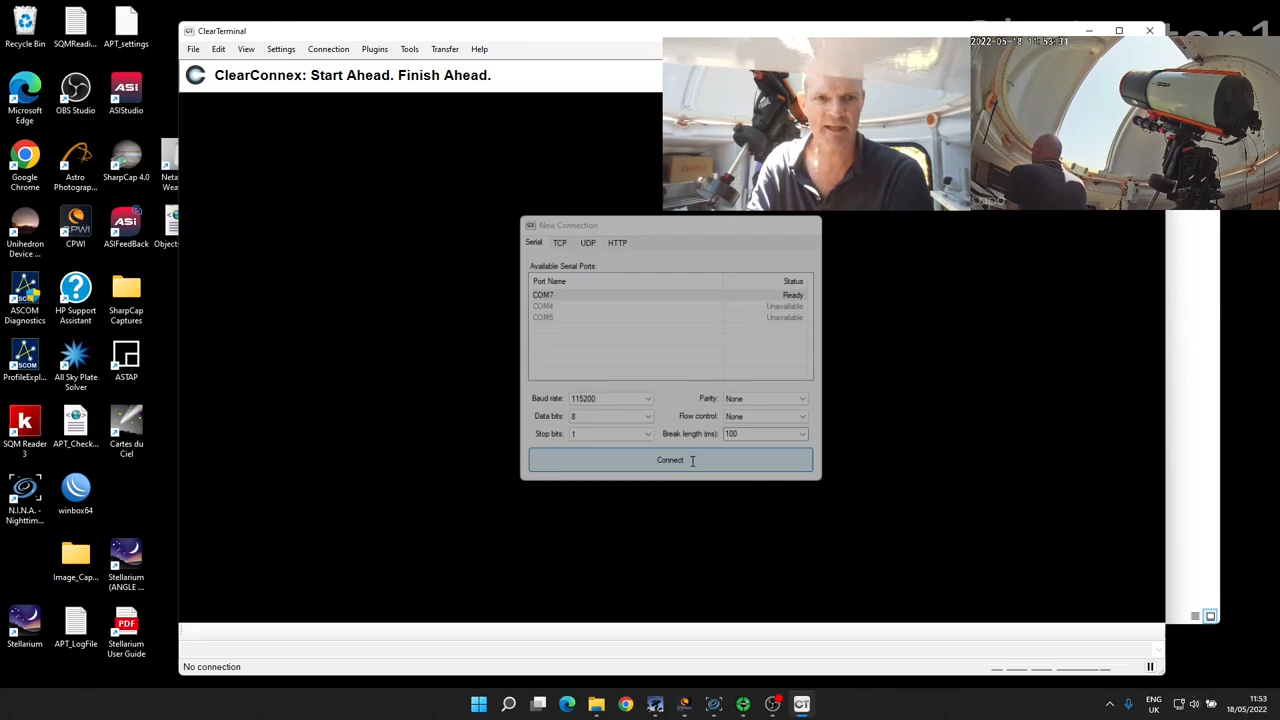 Recycle Bin
SQMReadi...
APT_settings
Microsoft
Edge
OBS Studio
ASIStudio
Google
Chrome
Astro
Photograp...
SharpCap 4.0
Neta
Wea
Unihedron
Device ...
CPWI
ASIFeedBack
Objects
ASCOM
Diagnostics
HP Support
Assistant
SharpCap
Captures
ProfileExpl...
All Sky Plate
Solver
ASTAP
SQM Reader
3
APT_Check...
Cartes du
Ciel
N.I.N.A. -
Nighttim...
winbox64
Image_Cap...
Stellarium
(ANGLE ...
Stellarium
APT_LogFile
Stellarium
User Guide
ClearTerminal
File Edit View Settings Connection Plugins Tools Transfer Help
ClearConnex: Start Ahead. Finish Ahead.
2022-05-18 11:53:31
tapo
New Connection
Serial TCP UDP HTTP
Available Serial Ports:
Port Name Status
COM7 Ready
COM4 Unavailable
COM5 Unavailable
Baud rate: 115200 Parity: None
Data bits: 8 Flow control: None
Stop bits: 1 Break length (ms): 100
Connect
No connection
ENG
UK
11:53
18/05/2022